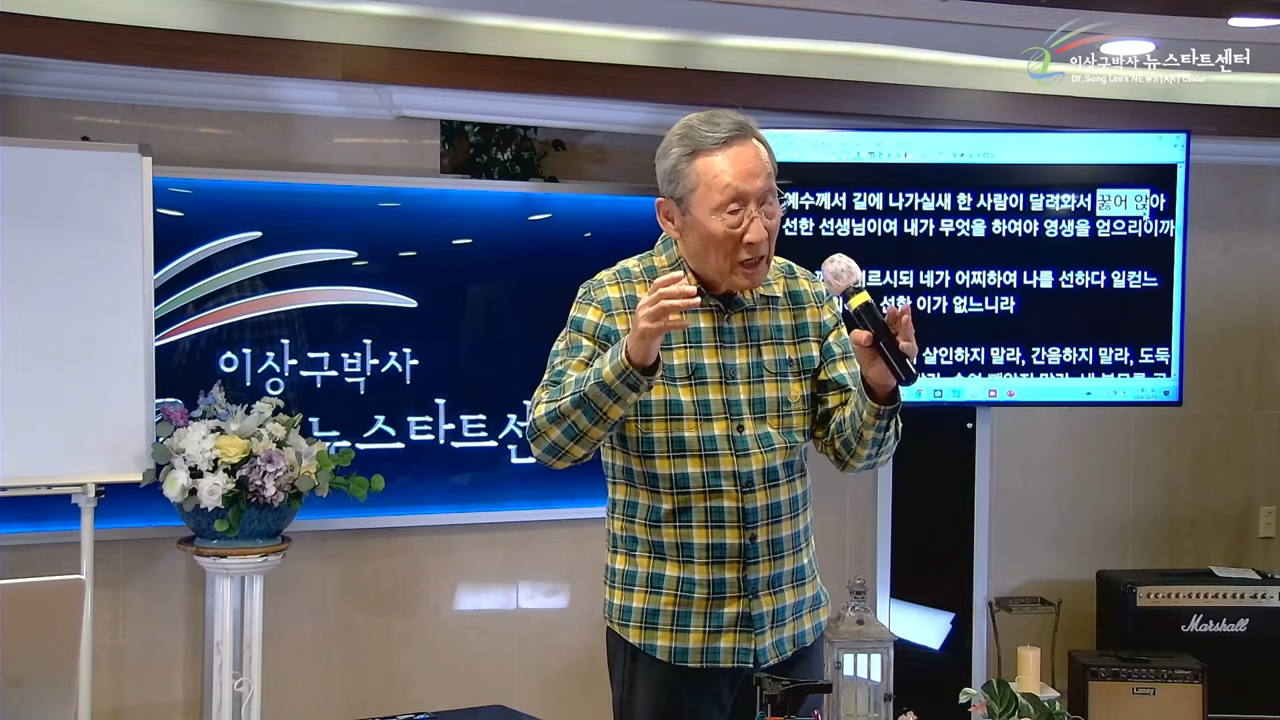 이상구박사 뉴스타트센터
Dr.Sang Lee's NEWSTART Center
예수께서 길에 나가실새 한 사람이 달려와서 꿇어 앉아
선한 선생님이여 내가 무엇을 하여야 영생을 얻으리이까
이르시되 네가 어찌하여 나를 선하다 일컫느
선한 이가 없느니라
살인하지 말라, 간음하지 말라, 도둑
이상구박사
뉴스타트센
Marshall
Laney